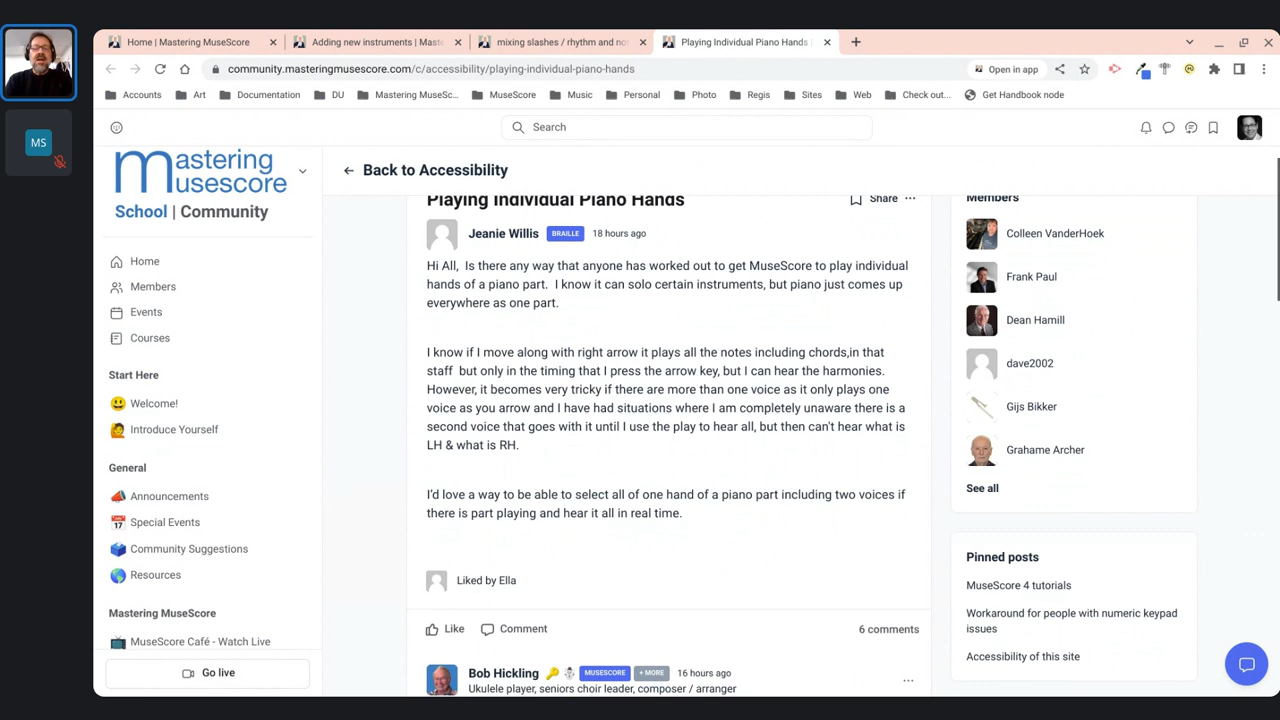 Home | Mastering MuseScore
Adding new instruments | Maste
mixing slashes / rhythm and no
Playing Individual Piano Hands
community.masteringmusescore.com/c/accessibility/playing-individual-piano-hands
Open in app
Accounts
Art
Documentation
DU
Mastering MuseSc...
MuseScore
Music
Personal
Photo
Regis
Sites
Web
Check out...
Get Handbook node
MS
Search
Mastering
Musescore
School | Community
Home
Members
Events
Courses
Start Here
Welcome!
Introduce Yourself
General
Announcements
Special Events
Community Suggestions
Resources
Mastering MuseScore
MuseScore Café - Watch Live
Go live
Back to Accessibility
Playing Individual Piano Hands
Share
Jeanie Willis BRAILLE 18 hours ago
Hi All,  Is there any way that anyone has worked out to get MuseScore to play individual
hands of a piano part.  I know it can solo certain instruments, but piano just comes up
everywhere as one part.
I know if I move along with right arrow it plays all the notes including chords,in that
staff  but only in the timing that I press the arrow key, but I can hear the harmonies.
However, it becomes very tricky if there are more than one voice as it only plays one
voice as you arrow and I have had situations where I am completely unaware there is a
second voice that goes with it until I use the play to hear all, but then can't hear what is
LH & what is RH.
I'd love a way to be able to select all of one hand of a piano part including two voices if
there is part playing and hear it all in real time.
Liked by Ella
Like
Comment
6 comments
Bob Hickling MUSESCORE + MORE 16 hours ago
Ukulele player, seniors choir leader, composer / arranger
Members
Colleen VanderHoek
Frank Paul
Dean Hamill
dave2002
Gijs Bikker
Grahame Archer
See all
Pinned posts
MuseScore 4 tutorials
Workaround for people with numeric keypad
issues
Accessibility of this site